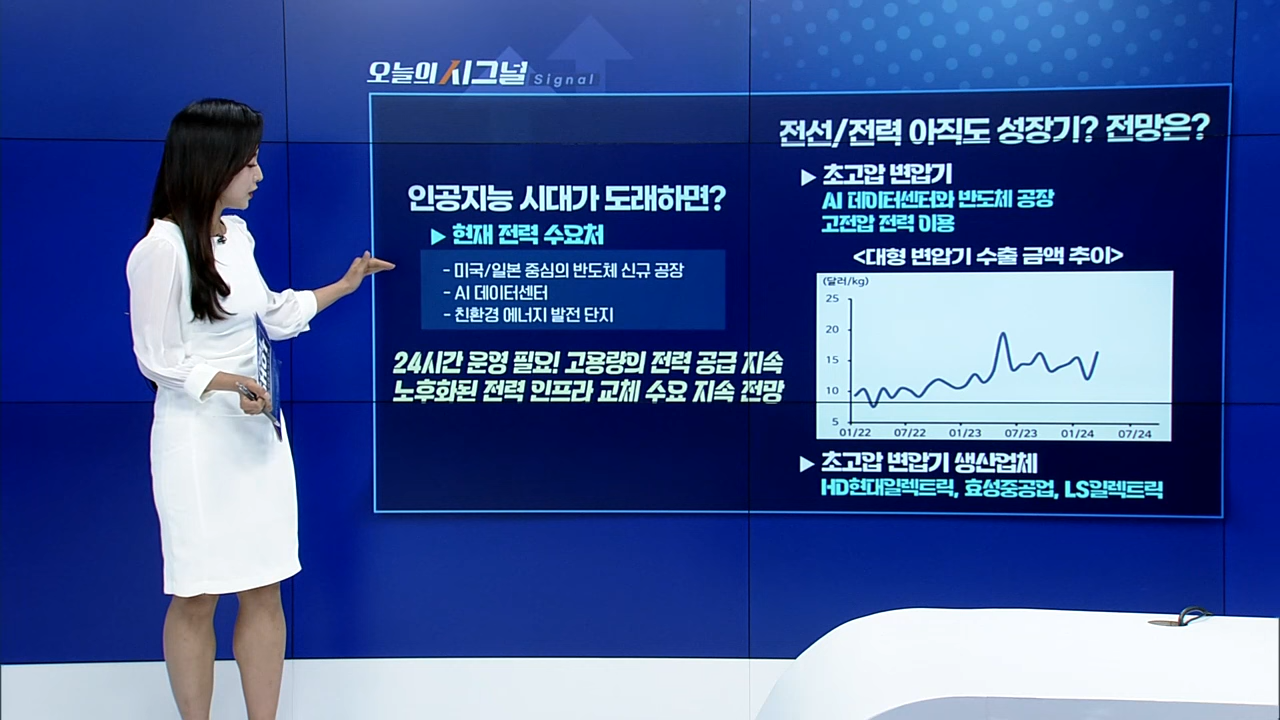 오늘의 시그널 Signal
인공지능 시대가 도래하면?
▶ 현재 전력 수요처
- 미국/일본 중심의 반도체 신규 공장
- AI 데이터센터
- 친환경 에너지 발전 단지
24시간 운영 필요! 고용량의 전력 공급 지속
노후화된 전력 인프라 교체 수요 지속 전망
전선/전력 아직도 성장기? 전망은?
▶ 초고압 변압기
AI 데이터센터와 반도체 공장
고전압 전력 이용
<대형 변압기 수출 금액 추이>
(달러/kg)
25
20
15
10
5
01/22 07/22 01/23 07/23 01/24 07/24
▶ 초고압 변압기 생산업체
HD현대일렉트릭, 효성중공업, LS일렉트릭